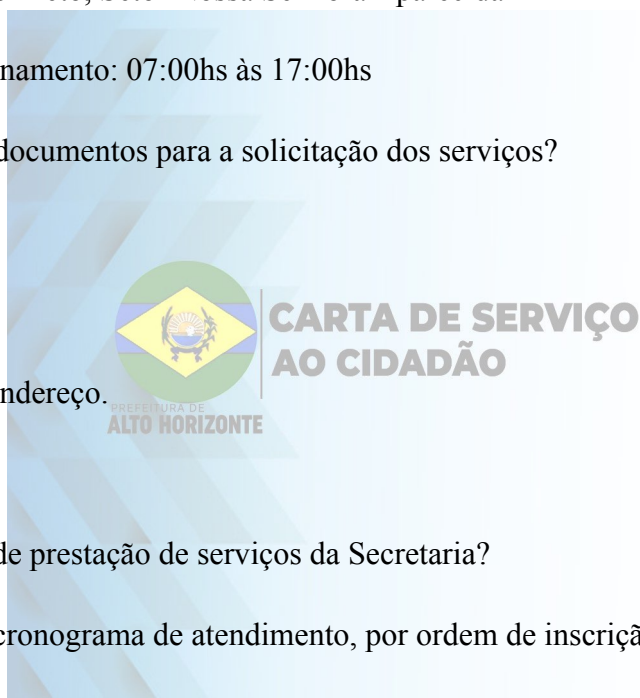 namento: 07:00hs às 17:00hs
documentos para a solicitação dos serviços?
CARTA DE SERVIÇO
AO CIDADÃO
ndereço.
PREFEITURA DE
ALTO HORIZONTE
de prestação de serviços da Secretaria?
cronograma de atendimento, por ordem de inscriçã